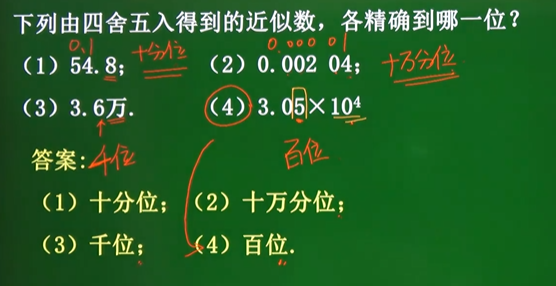 下列由四舍五入得到的近似数，各精确到哪一位？
0.1 十分位 0.000 01
（1）54.8； （2）0.002 04； 十万分位
（3）3.6万. （4）3.05×10⁴
答案: 千位 百位
（1）十分位；（2）十万分位；
（3）千位； （4）百位.